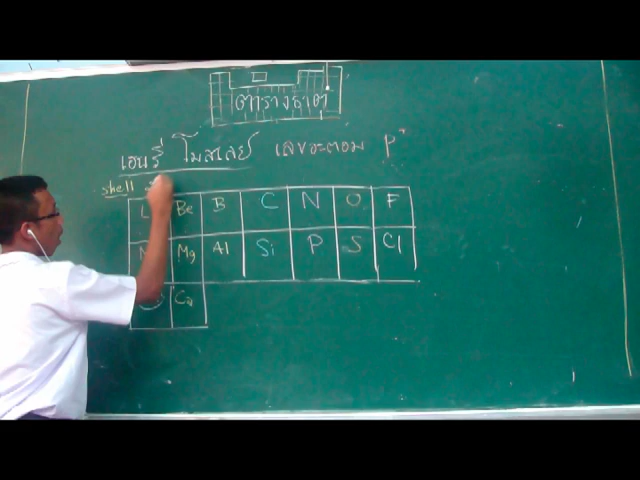 ตารางธาตุ
เฮนรี่ โมสเลย์ เลขอะตอม P⁺
shell
L Be B C N O F
Mg Al Si P S Cl
Ca